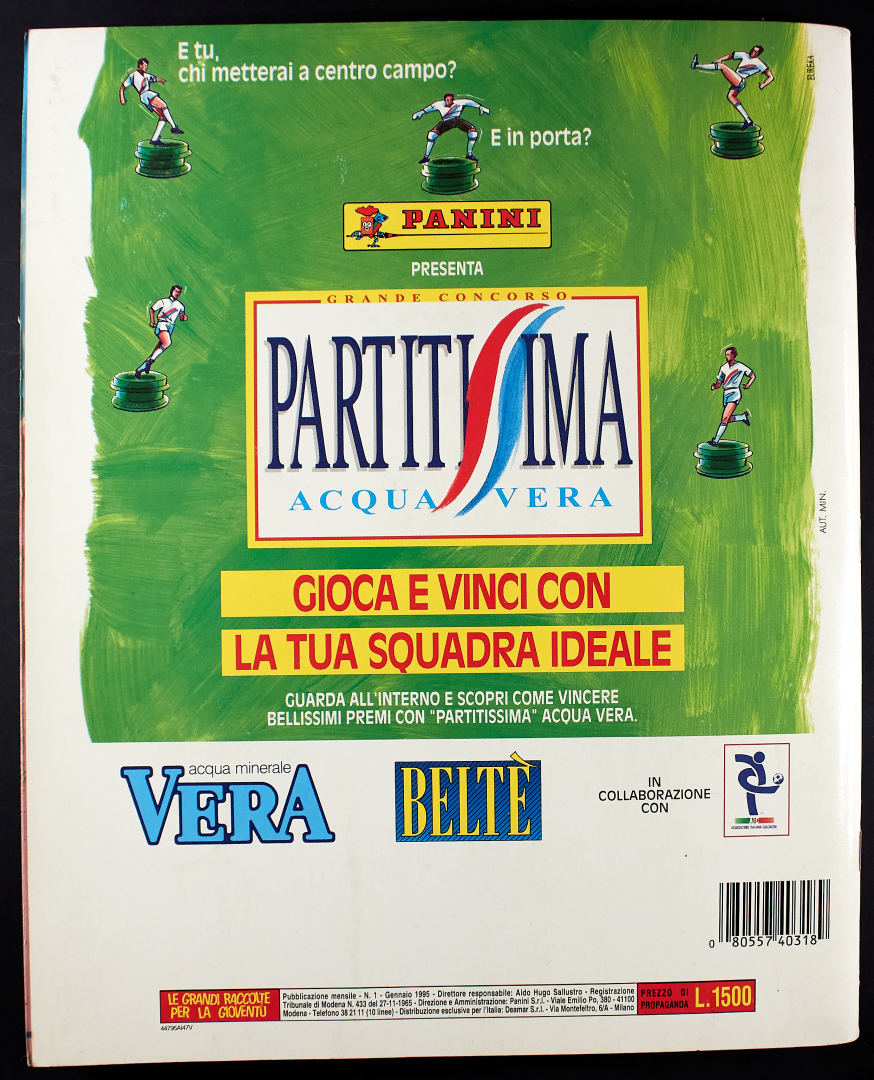 E tu,
chi metterai a centro campo?
EUREKA
E in porta?
PANINI
PRESENTA
GRANDE CONCORSO
PARTITISSIMA
ACQUA VERA
AUT. MIN.
GIOCA E VINCI CON
LA TUA SQUADRA IDEALE
GUARDA ALL'INTERNO E SCOPRI COME VINCERE
BELLISSIMI PREMI CON "PARTITISSIMA" ACQUA VERA.
acqua minerale
VERA
BELTÈ
IN
COLLABORAZIONE
CON
ASSOCIAZIONE ITALIANA CALCIATORI
0 80557 40318
LE GRANDI RACCOLTE
PER LA GIOVENTÙ
Pubblicazione mensile - N. 1 - Gennaio 1995 - Direttore responsabile: Aldo Hugo Sallustro - Registrazione
Tribunale di Modena N. 433 del 27-11-1965 - Direzione e Amministrazione: Panini S.r.l. - Viale Emilio Po, 380 - 41100
Modena - Telefono 38 21 11 (10 linee) - Distribuzione esclusiva per l'Italia: Deamar S.r.l. - Via Montefeltro, 6/A - Milano
PREZZO DI
PROPAGANDA
L. 1500
44795AI47V